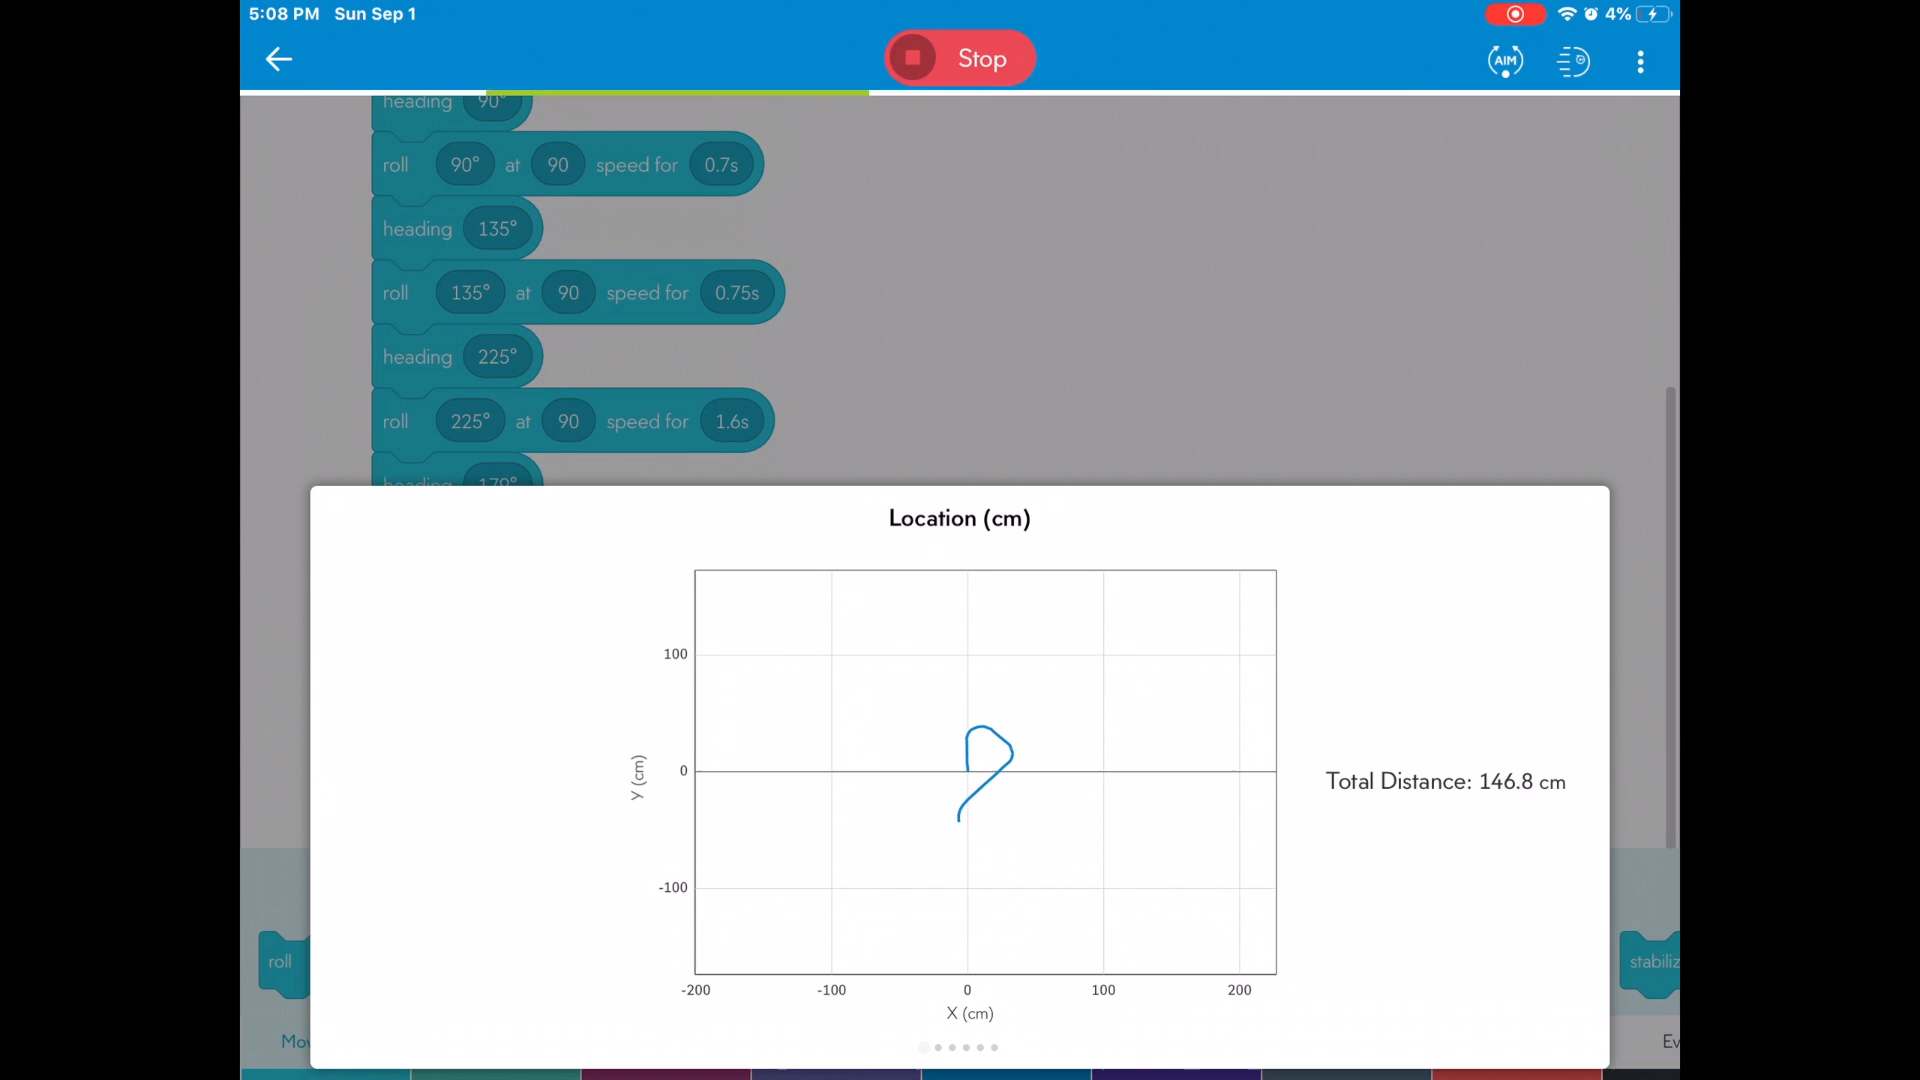 5:08 PM Sun Sep 1 4%
Stop
AIM
heading 90°
roll 90° at 90 speed for 0.7s
heading 135°
roll 135° at 90 speed for 0.75s
heading 225°
roll 225° at 90 speed for 1.6s
heading 179°
Location (cm)
100
0
-100
Y (cm)
Total Distance: 146.8 cm
-200 -100 0 100 200
X (cm)
roll
stabiliz
Mov
Ev